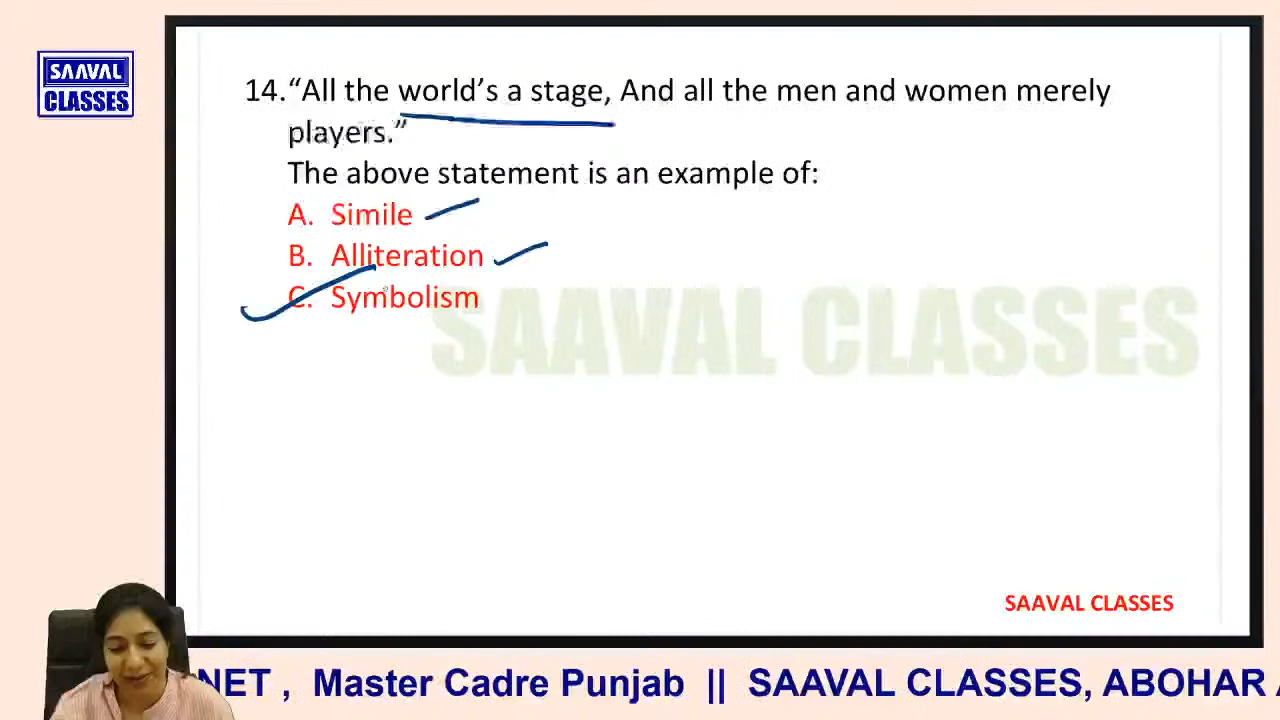 SAAVAL
CLASSES
14. “All the world’s a stage, And all the men and women merely
players.”
The above statement is an example of:
A. Simile
B. Alliteration
C. Symbolism
SAAVAL CLASSES
SAAVAL CLASSES
NET , Master Cadre Punjab || SAAVAL CLASSES, ABOHAR